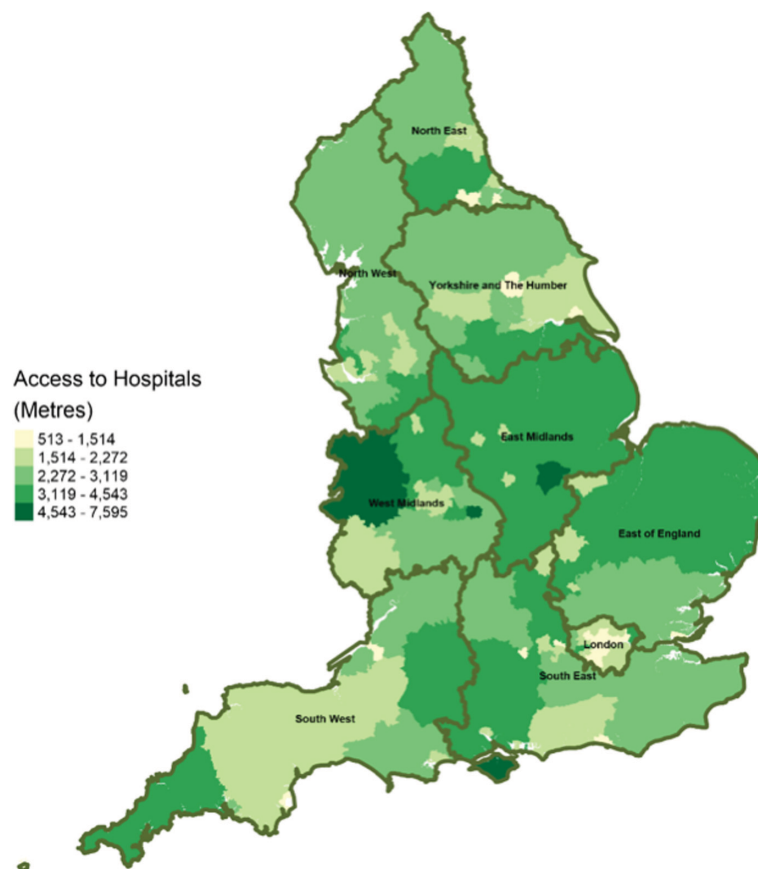 North East
North West
Yorkshire and The Humber
Access to Hospitals
(Metres)
513 - 1,514
1,514 - 2,272
2,272 - 3,119
3,119 - 4,543
4,543 - 7,595
East Midlands
West Midlands
East of England
London
South East
South West